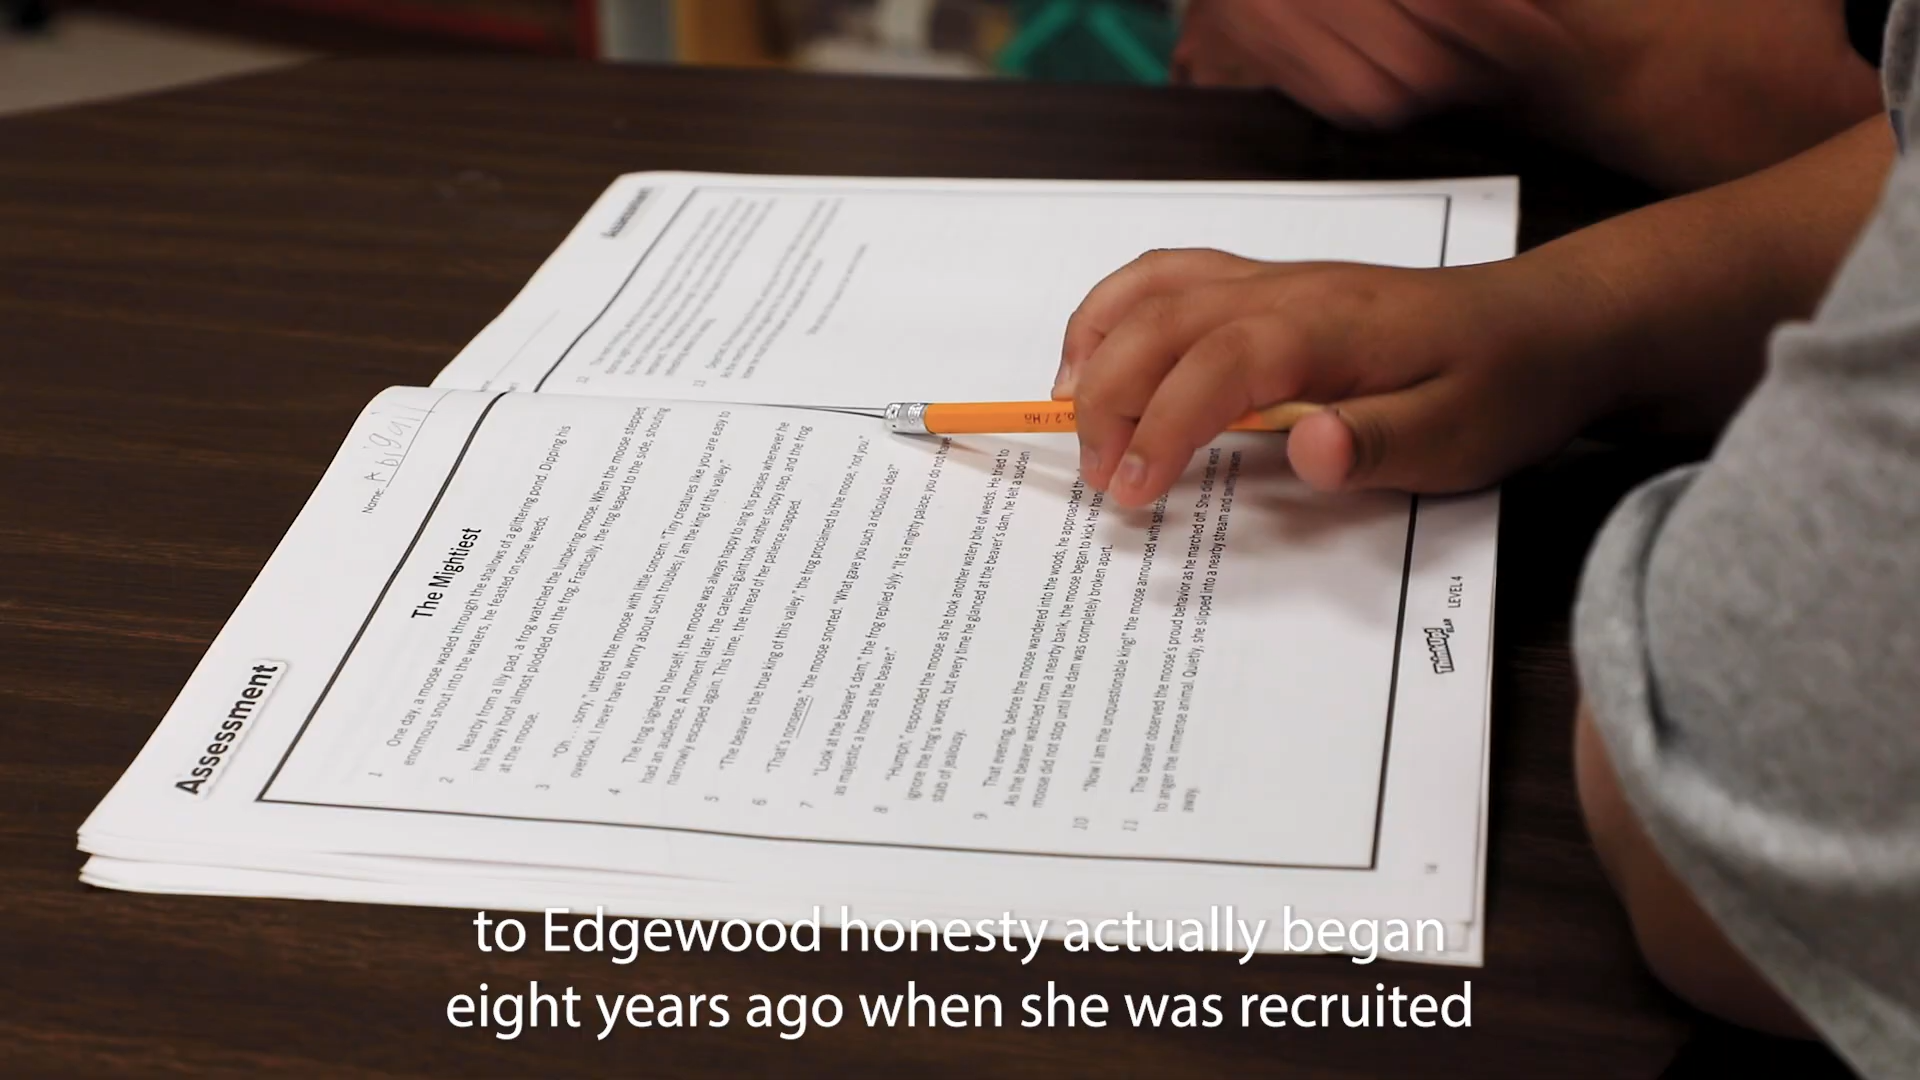 Assessment
Name: Abigail
The Mightiest
1 One day, a moose waded through the shallows of a glittering pond. Dipping his
enormous snout into the waters, he feasted on some weeds.
2 Nearby from a lily pad, a frog watched the lumbering moose. When the moose stepped,
his heavy hoof almost plodded on the frog. Frantically, the frog leaped to the side, shouting
at the moose.
3 "Oh . . . sorry," uttered the moose with little concern. "Tiny creatures like you are easy to
overlook. I never have to worry about such troubles; I am the king of this valley."
4 The frog sighed to herself; the moose was always happy to sing his praises whenever he
had an audience. A moment later, the careless giant took another sloppy step, and the frog
narrowly escaped again. This time, the thread of her patience snapped.
5 "The beaver is the true king of this valley," the frog proclaimed to the moose, "not you."
6 "That's nonsense," the moose snorted. "What gave you such a ridiculous idea?"
7 "Look at the beaver's dam," the frog replied slyly. "It is a mighty palace; you do not have
as majestic a home as the beaver."
8 "Humph," responded the moose as he took another watery bite of weeds. He tried to
ignore the frog's words, but every time he glanced at the beaver's dam, he felt a sudden
stab of jealousy.
9 That evening, before the moose wandered into the woods, he approached
As the beaver watched from a nearby bank, the moose began to kick her
moose did not stop until the dam was completely broken apart.
10 "Now I am the unquestionable king!" the moose announced with
11 The beaver observed the moose's proud behavior as he marched off. She did not want
to anger the immense animal. Quietly, she slipped into a nearby stream and swam
away.
ThinkUp!
ELAR
LEVEL 4
Assessment
12
13
to Edgewood honesty actually began
eight years ago when she was recruited